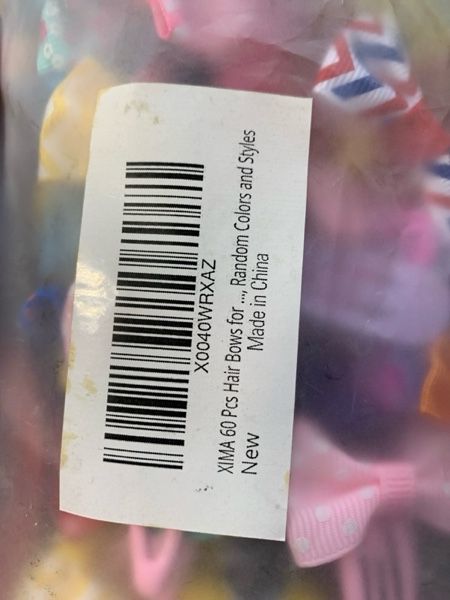 X0040WRXAZ
XIMA 60 Pcs Hair Bows for ..., Random Colors and Styles
Made in China
New